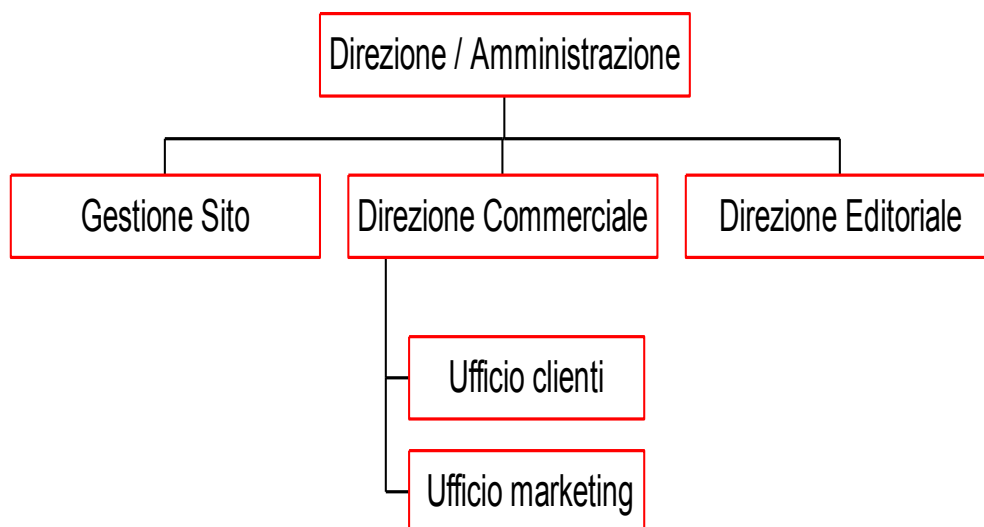 Direzione / Amministrazione
Gestione Sito
Direzione Commerciale
Direzione Editoriale
Ufficio clienti
Ufficio marketing